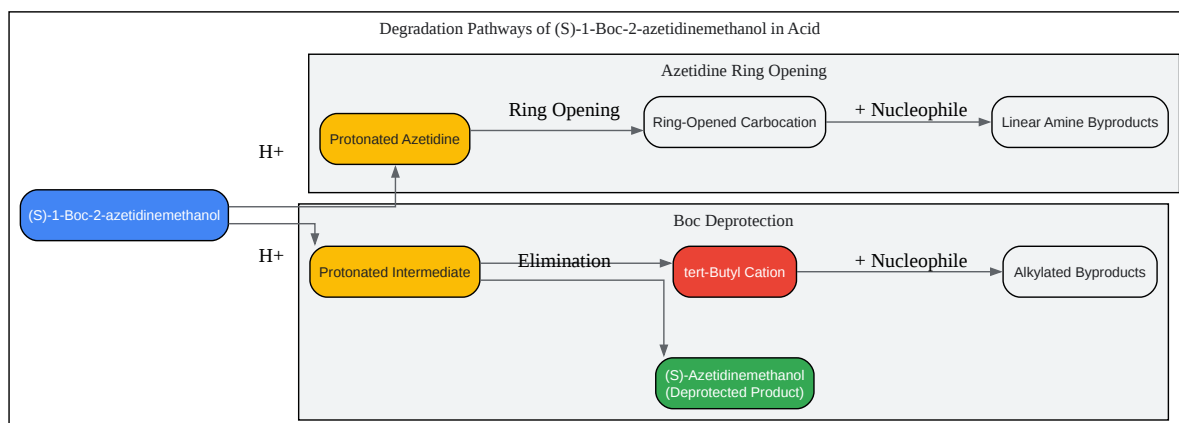 Degradation Pathways of (S)-1-Boc-2-azetidinemethanol in Acid
Azetidine Ring Opening
Protonated Azetidine
Ring Opening
Ring-Opened Carbocation
+ Nucleophile
Linear Amine Byproducts
H+
(S)-1-Boc-2-azetidinemethanol
H+
Boc Deprotection
Protonated Intermediate
Elimination
tert-Butyl Cation
+ Nucleophile
Alkylated Byproducts
(S)-Azetidinemethanol
(Deprotected Product)